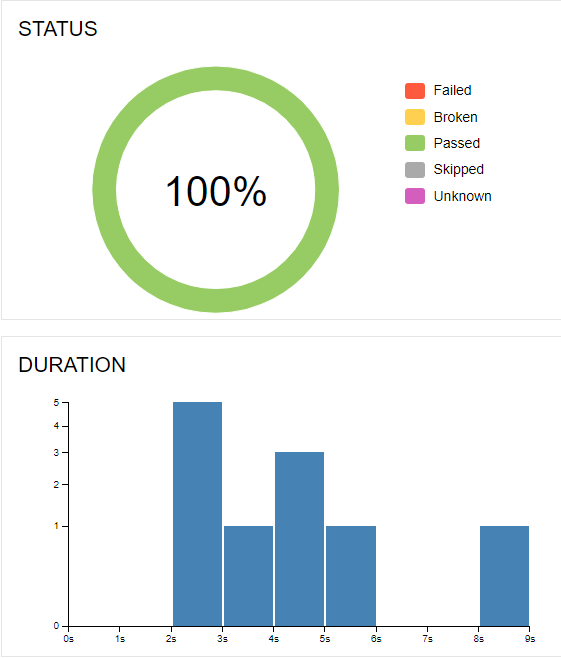 STATUS
100%
Failed
Broken
Passed
Skipped
Unknown
DURATION
5
4
3
2
1
0
0s 1s 2s 3s 4s 5s 6s 7s 8s 9s